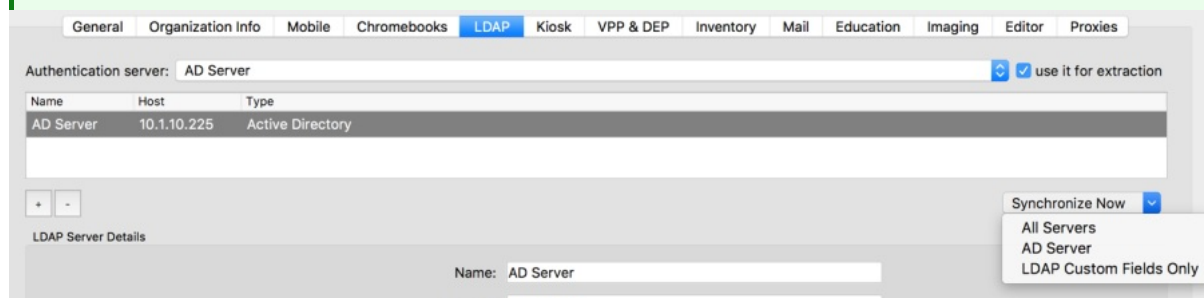 General Organization Info Mobile Chromebooks LDAP Kiosk VPP & DEP Inventory Mail Education Imaging Editor Proxies
Authentication server: AD Server use it for extraction
Name Host Type
AD Server 10.1.10.225 Active Directory
+ - Synchronize Now
All Servers
LDAP Server Details
AD Server
LDAP Custom Fields Only
Name: AD Server